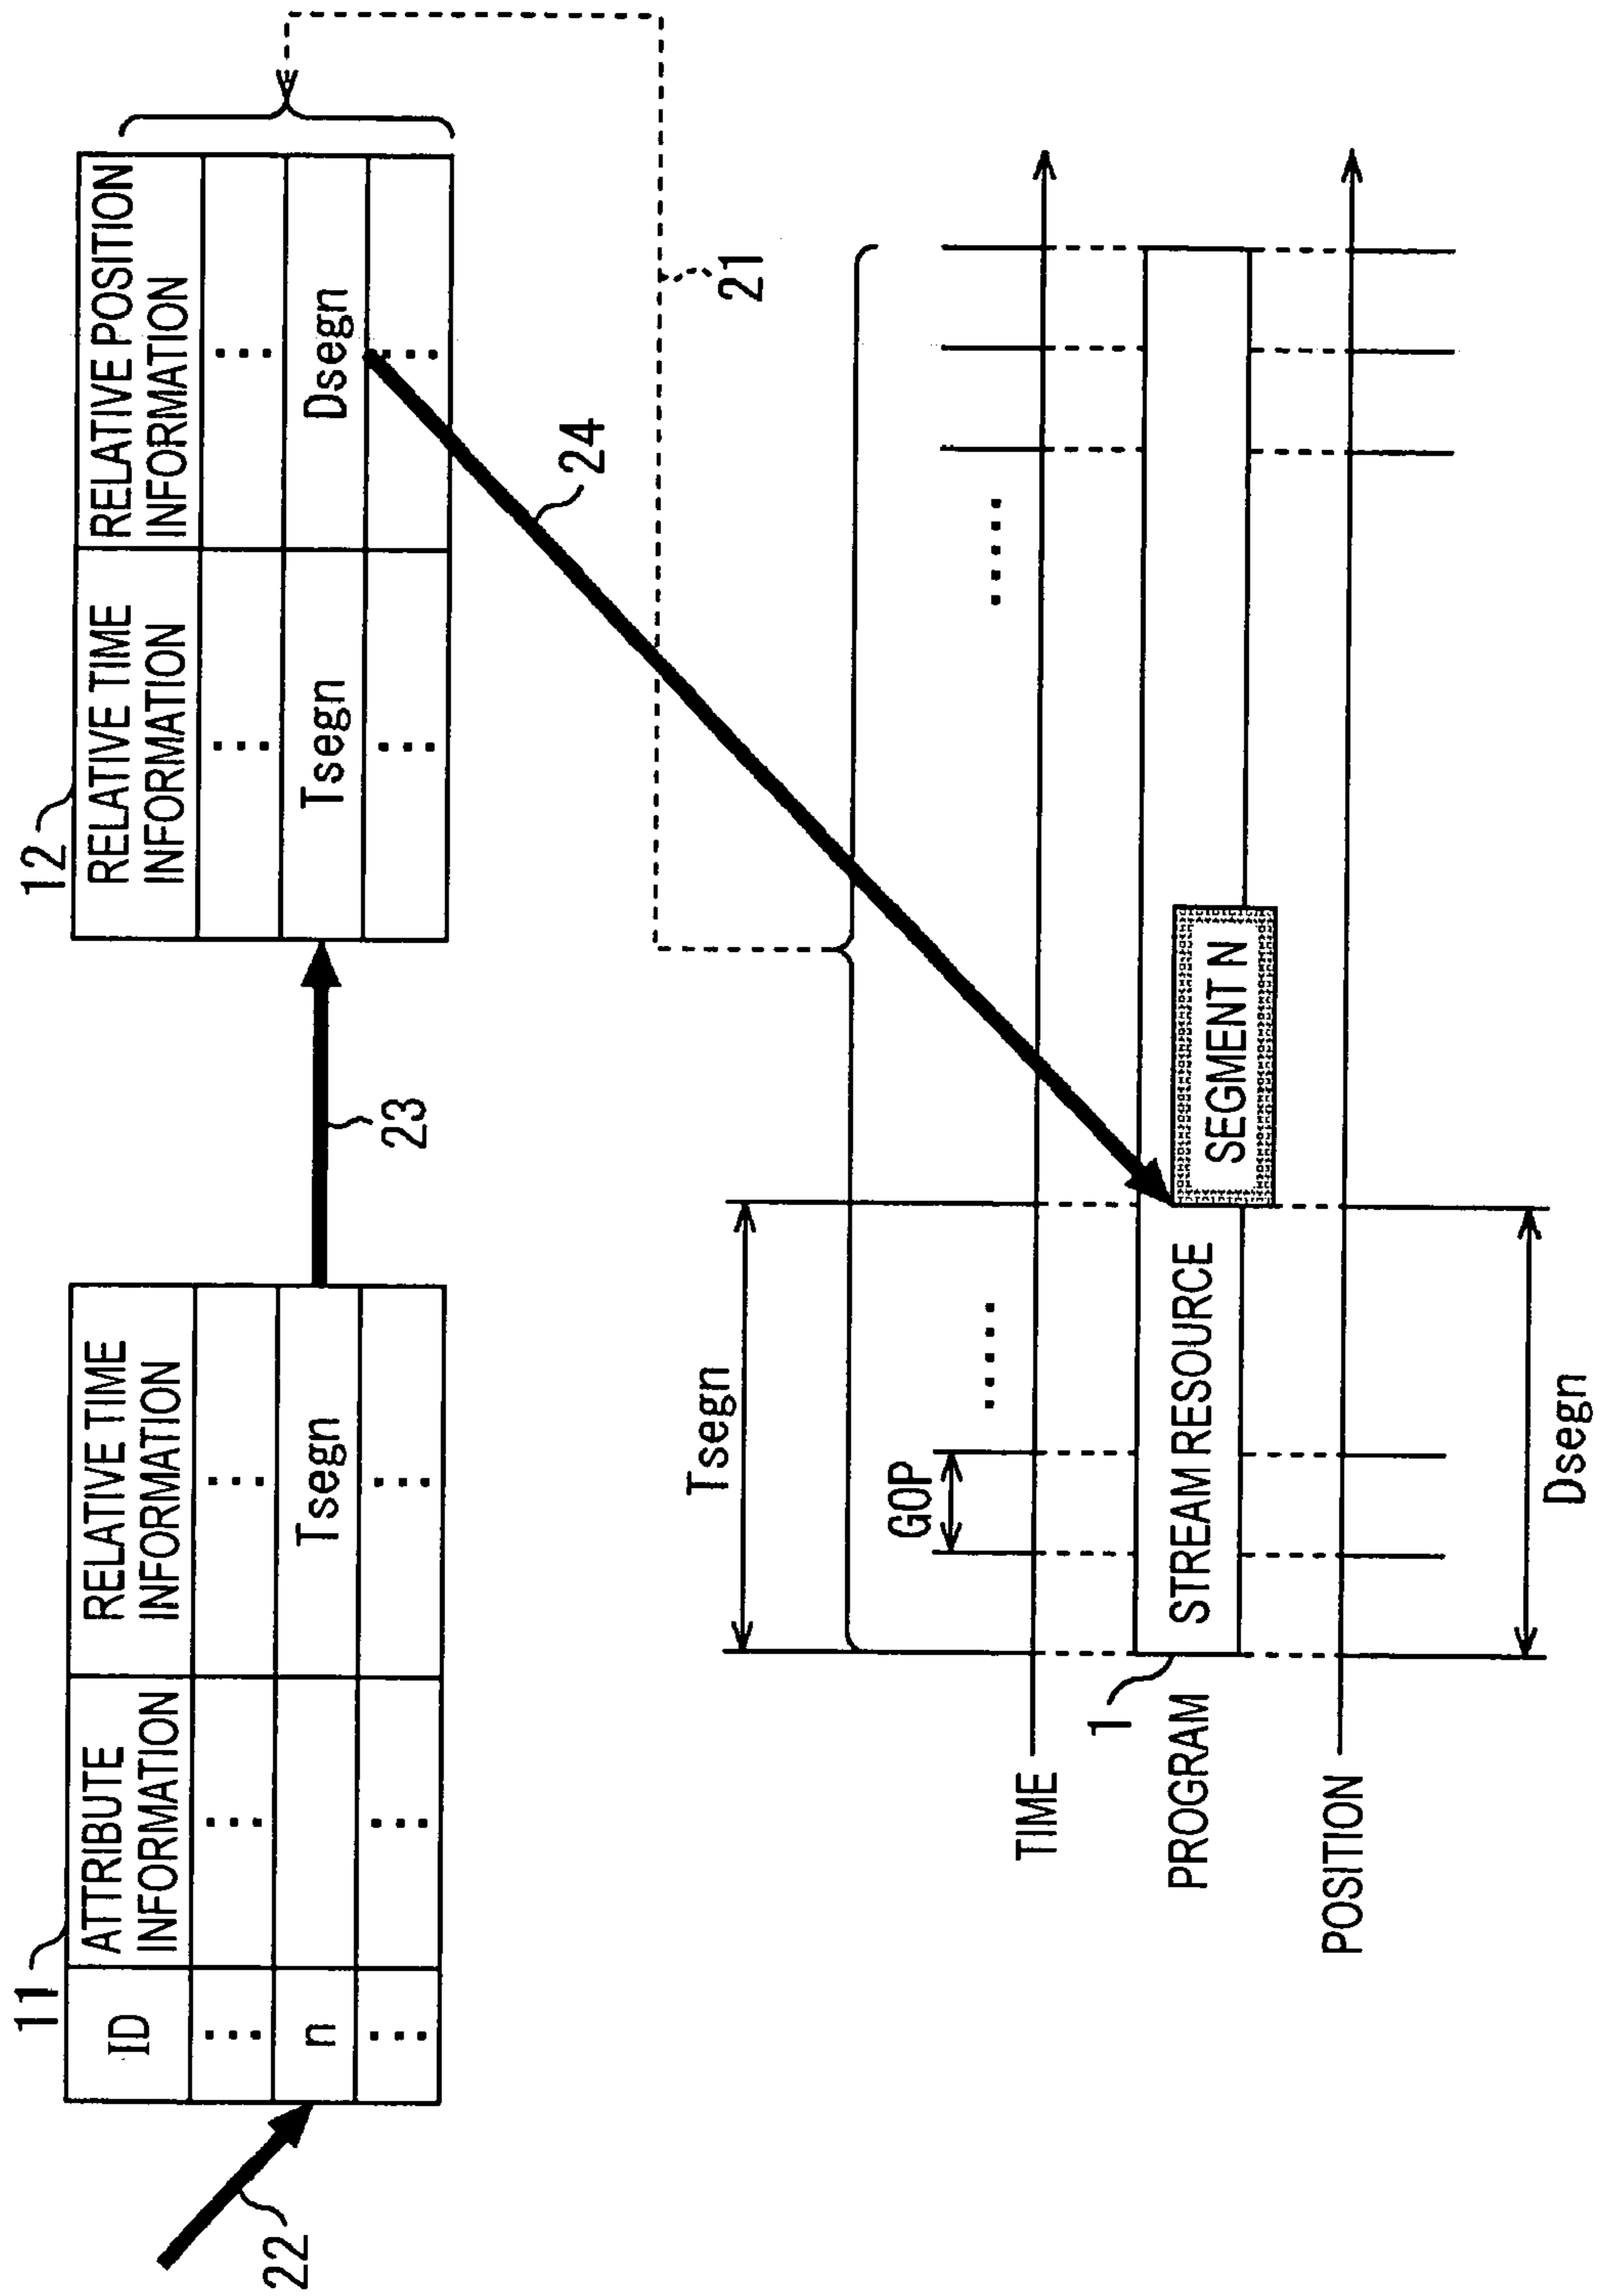 11
ID
ATTRIBUTE
INFORMATION
RELATIVE TIME
INFORMATION
...
...
...
n
Tsegn
...
...
...
22
23
12
RELATIVE TIME
INFORMATION
RELATIVE POSITION
INFORMATION
...
...
Tsegn
Dsegn
...
...
24
21
Tsegn
GOP
.....
.....
TIME
1
PROGRAM
STREAM RESOURCE
SEGMENT N
POSITION
Dsegn